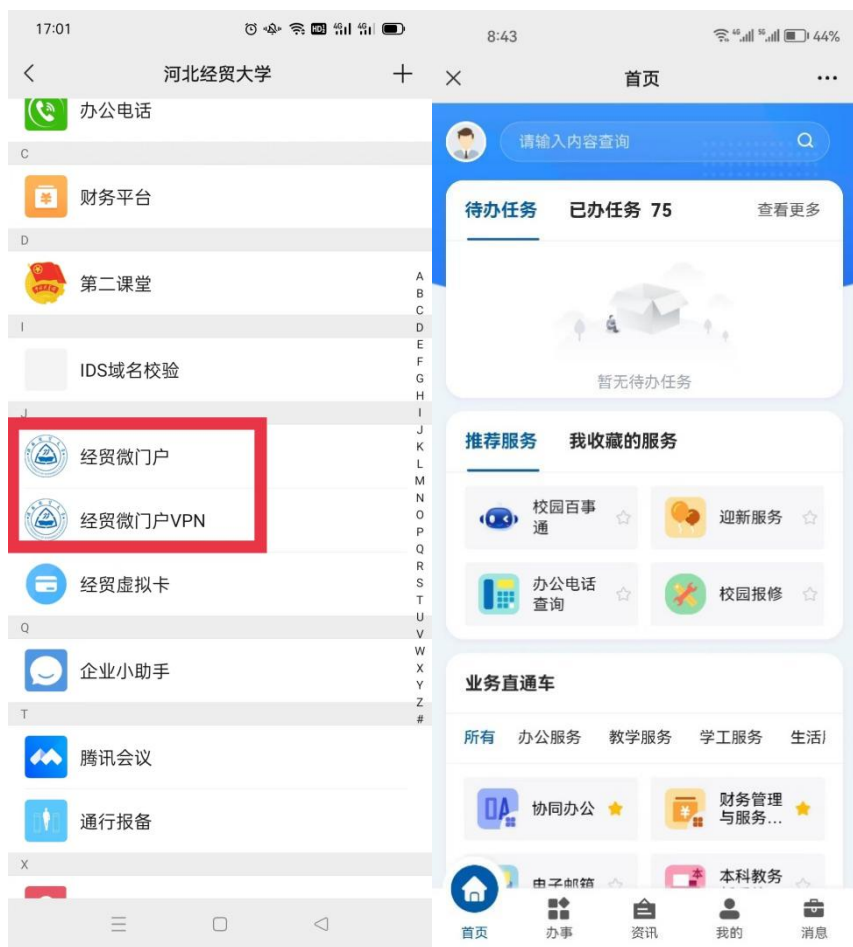 17:01
河北经贸大学
办公电话
C
财务平台
D
第二课堂
I
IDS域名校验
J
经贸微门户
经贸微门户VPN
经贸虚拟卡
Q
企业小助手
T
腾讯会议
通行报备
X
A
B
C
D
E
F
G
H
I
J
K
L
M
N
O
P
Q
R
S
T
U
V
W
X
Y
Z
#
8:43
44%
首页
请输入内容查询
待办任务 已办任务 75 查看更多
暂无待办任务
推荐服务 我收藏的服务
校园百事
通
迎新服务
办公电话
查询
校园报修
业务直通车
所有 办公服务 教学服务 学工服务 生活
协同办公
财务管理
与服务...
电子邮箱
本科教务
首页 办事 资讯 我的 消息